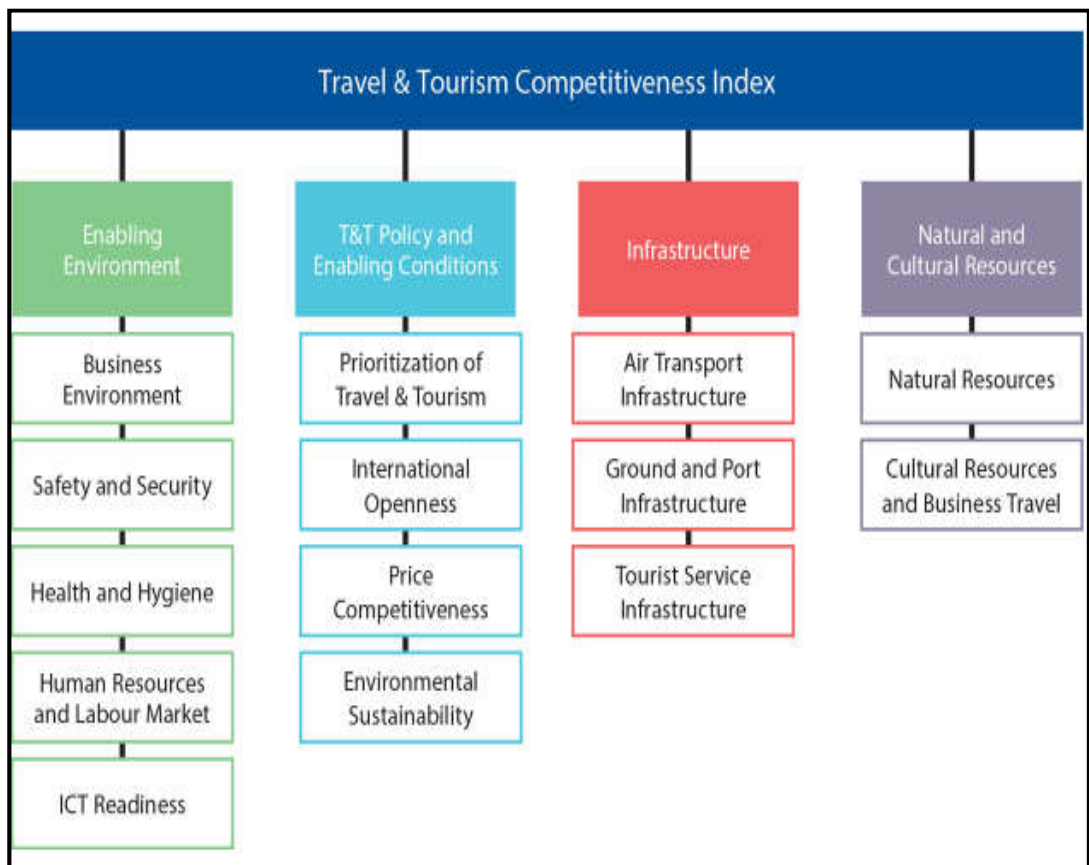 Travel & Tourism Competitiveness Index
Enabling
Environment
Business
Environment
Safety and Security
Health and Hygiene
Human Resources
and Labour Market
ICT Readiness
T&T Policy and
Enabling Conditions
Prioritization of
Travel & Tourism
International
Openness
Price
Competitiveness
Environmental
Sustainability
Infrastructure
Air Transport
Infrastructure
Ground and Port
Infrastructure
Tourist Service
Infrastructure
Natural and
Cultural Resources
Natural Resources
Cultural Resources
and Business Travel